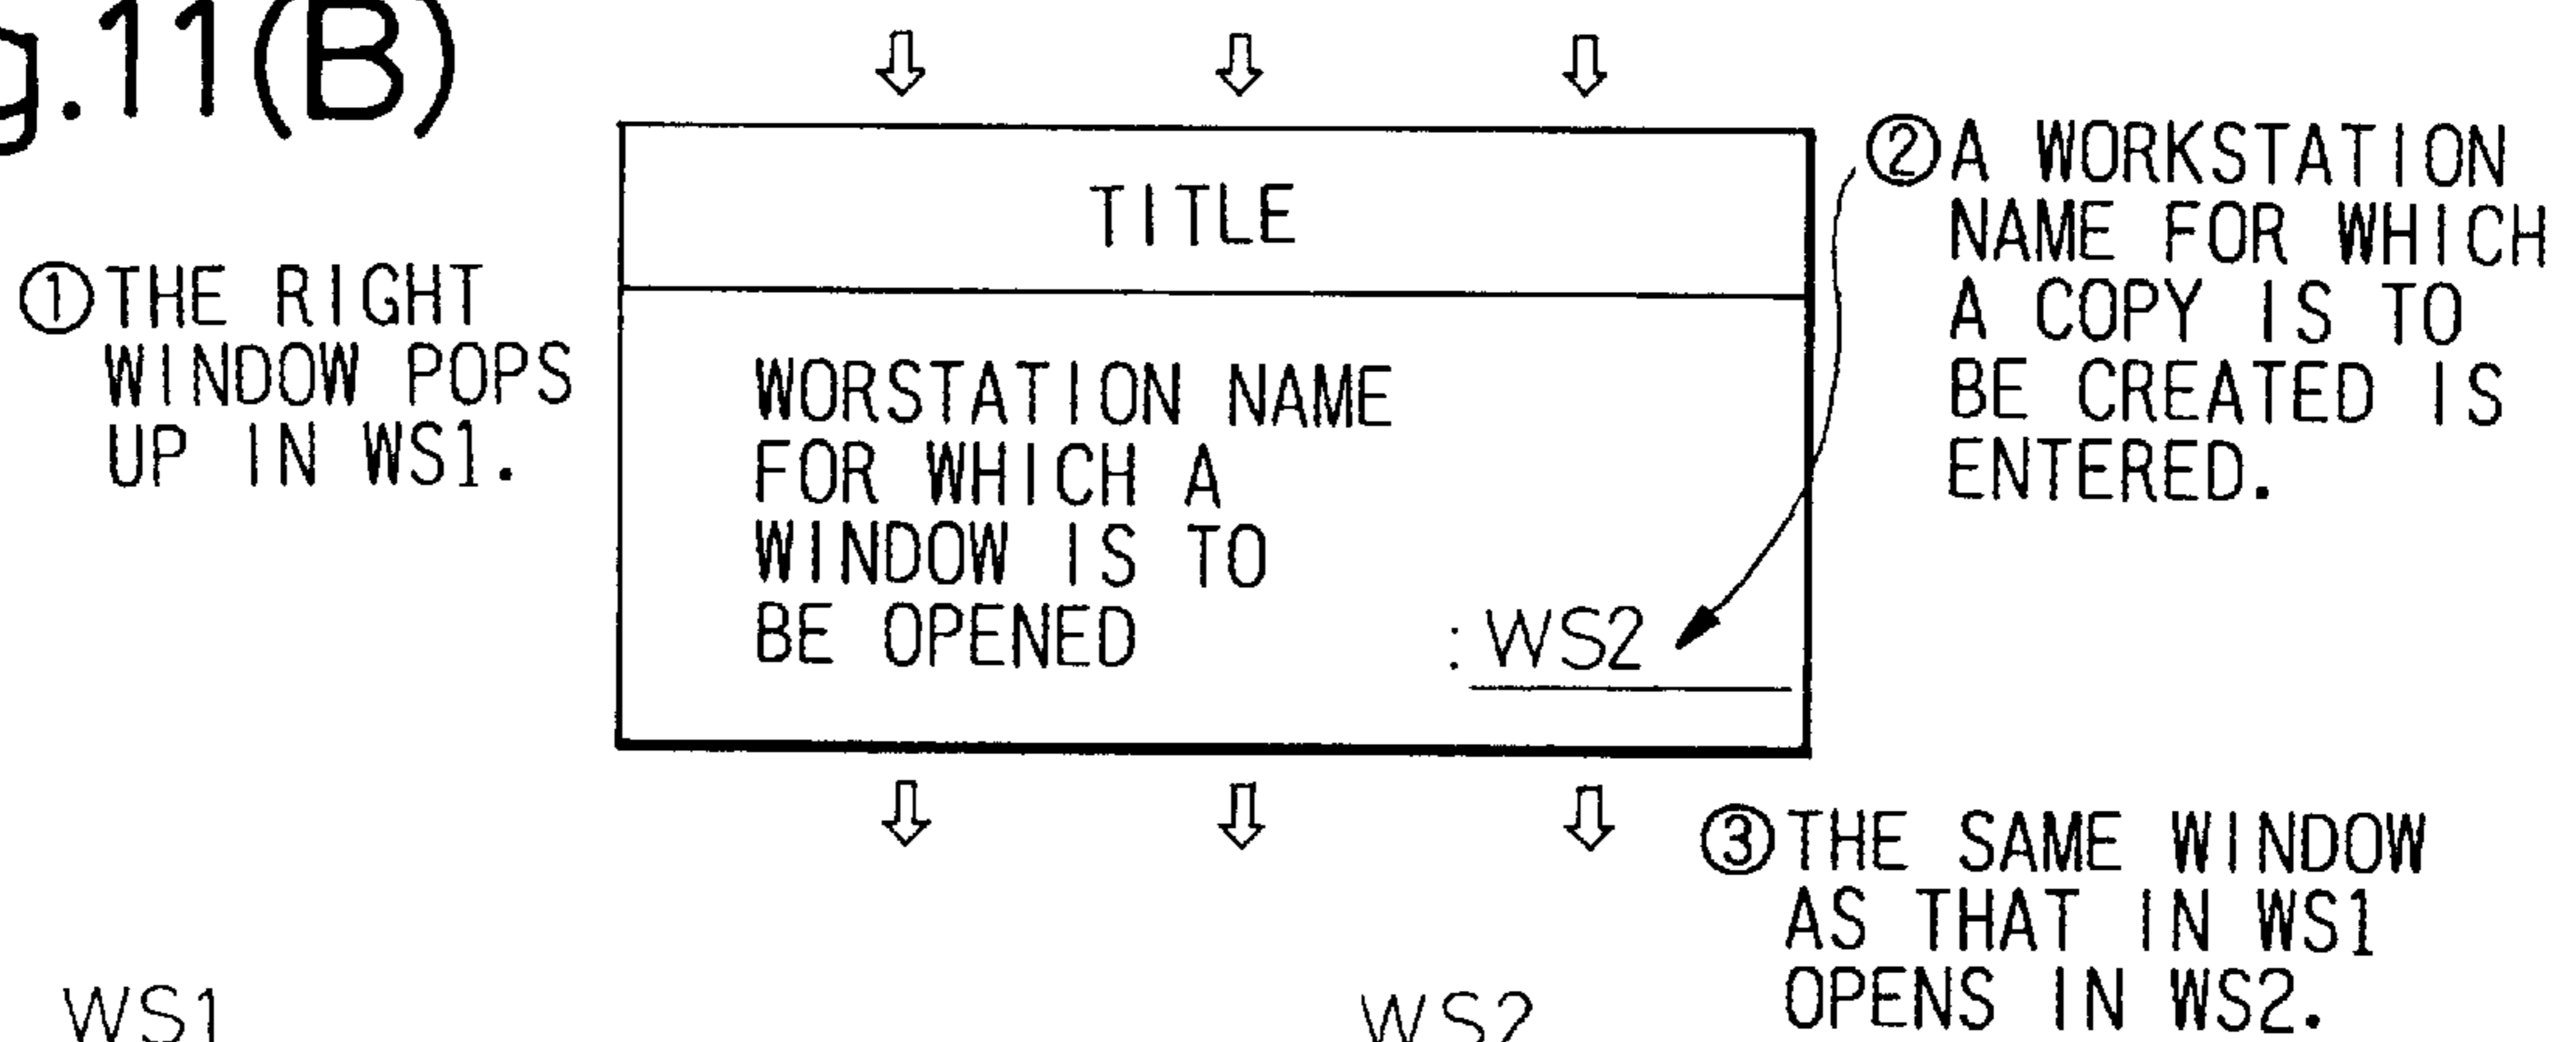 g.11(B)
①THE RIGHT
WINDOW POPS
UP IN WS1.
TITLE
WORSTATION NAME
FOR WHICH A
WINDOW IS TO
BE OPENED :WS2
②A WORKSTATION
NAME FOR WHICH
A COPY IS TO
BE CREATED IS
ENTERED.
③THE SAME WINDOW
AS THAT IN WS1
OPENS IN WS2.
WS1
WS2